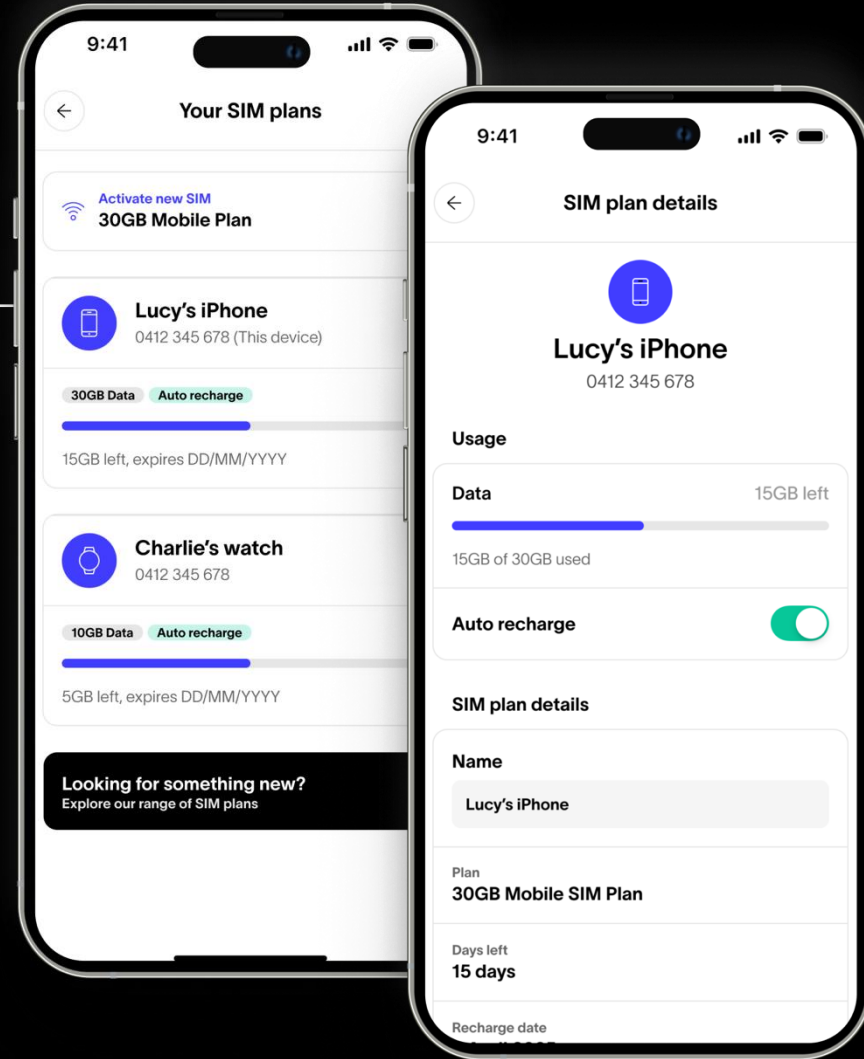 9:41
Your SIM plans
Activate new SIM
30GB Mobile Plan
Lucy’s iPhone
0412 345 678 (This device)
30GB Data Auto recharge
15GB left, expires DD/MM/YYYY
Charlie’s watch
0412 345 678
10GB Data Auto recharge
5GB left, expires DD/MM/YYYY
Looking for something new?
Explore our range of SIM plans
9:41
SIM plan details
Lucy’s iPhone
0412 345 678
Usage
Data 15GB left
15GB of 30GB used
Auto recharge
SIM plan details
Name
Lucy’s iPhone
Plan
30GB Mobile SIM Plan
Days left
15 days
Recharge date